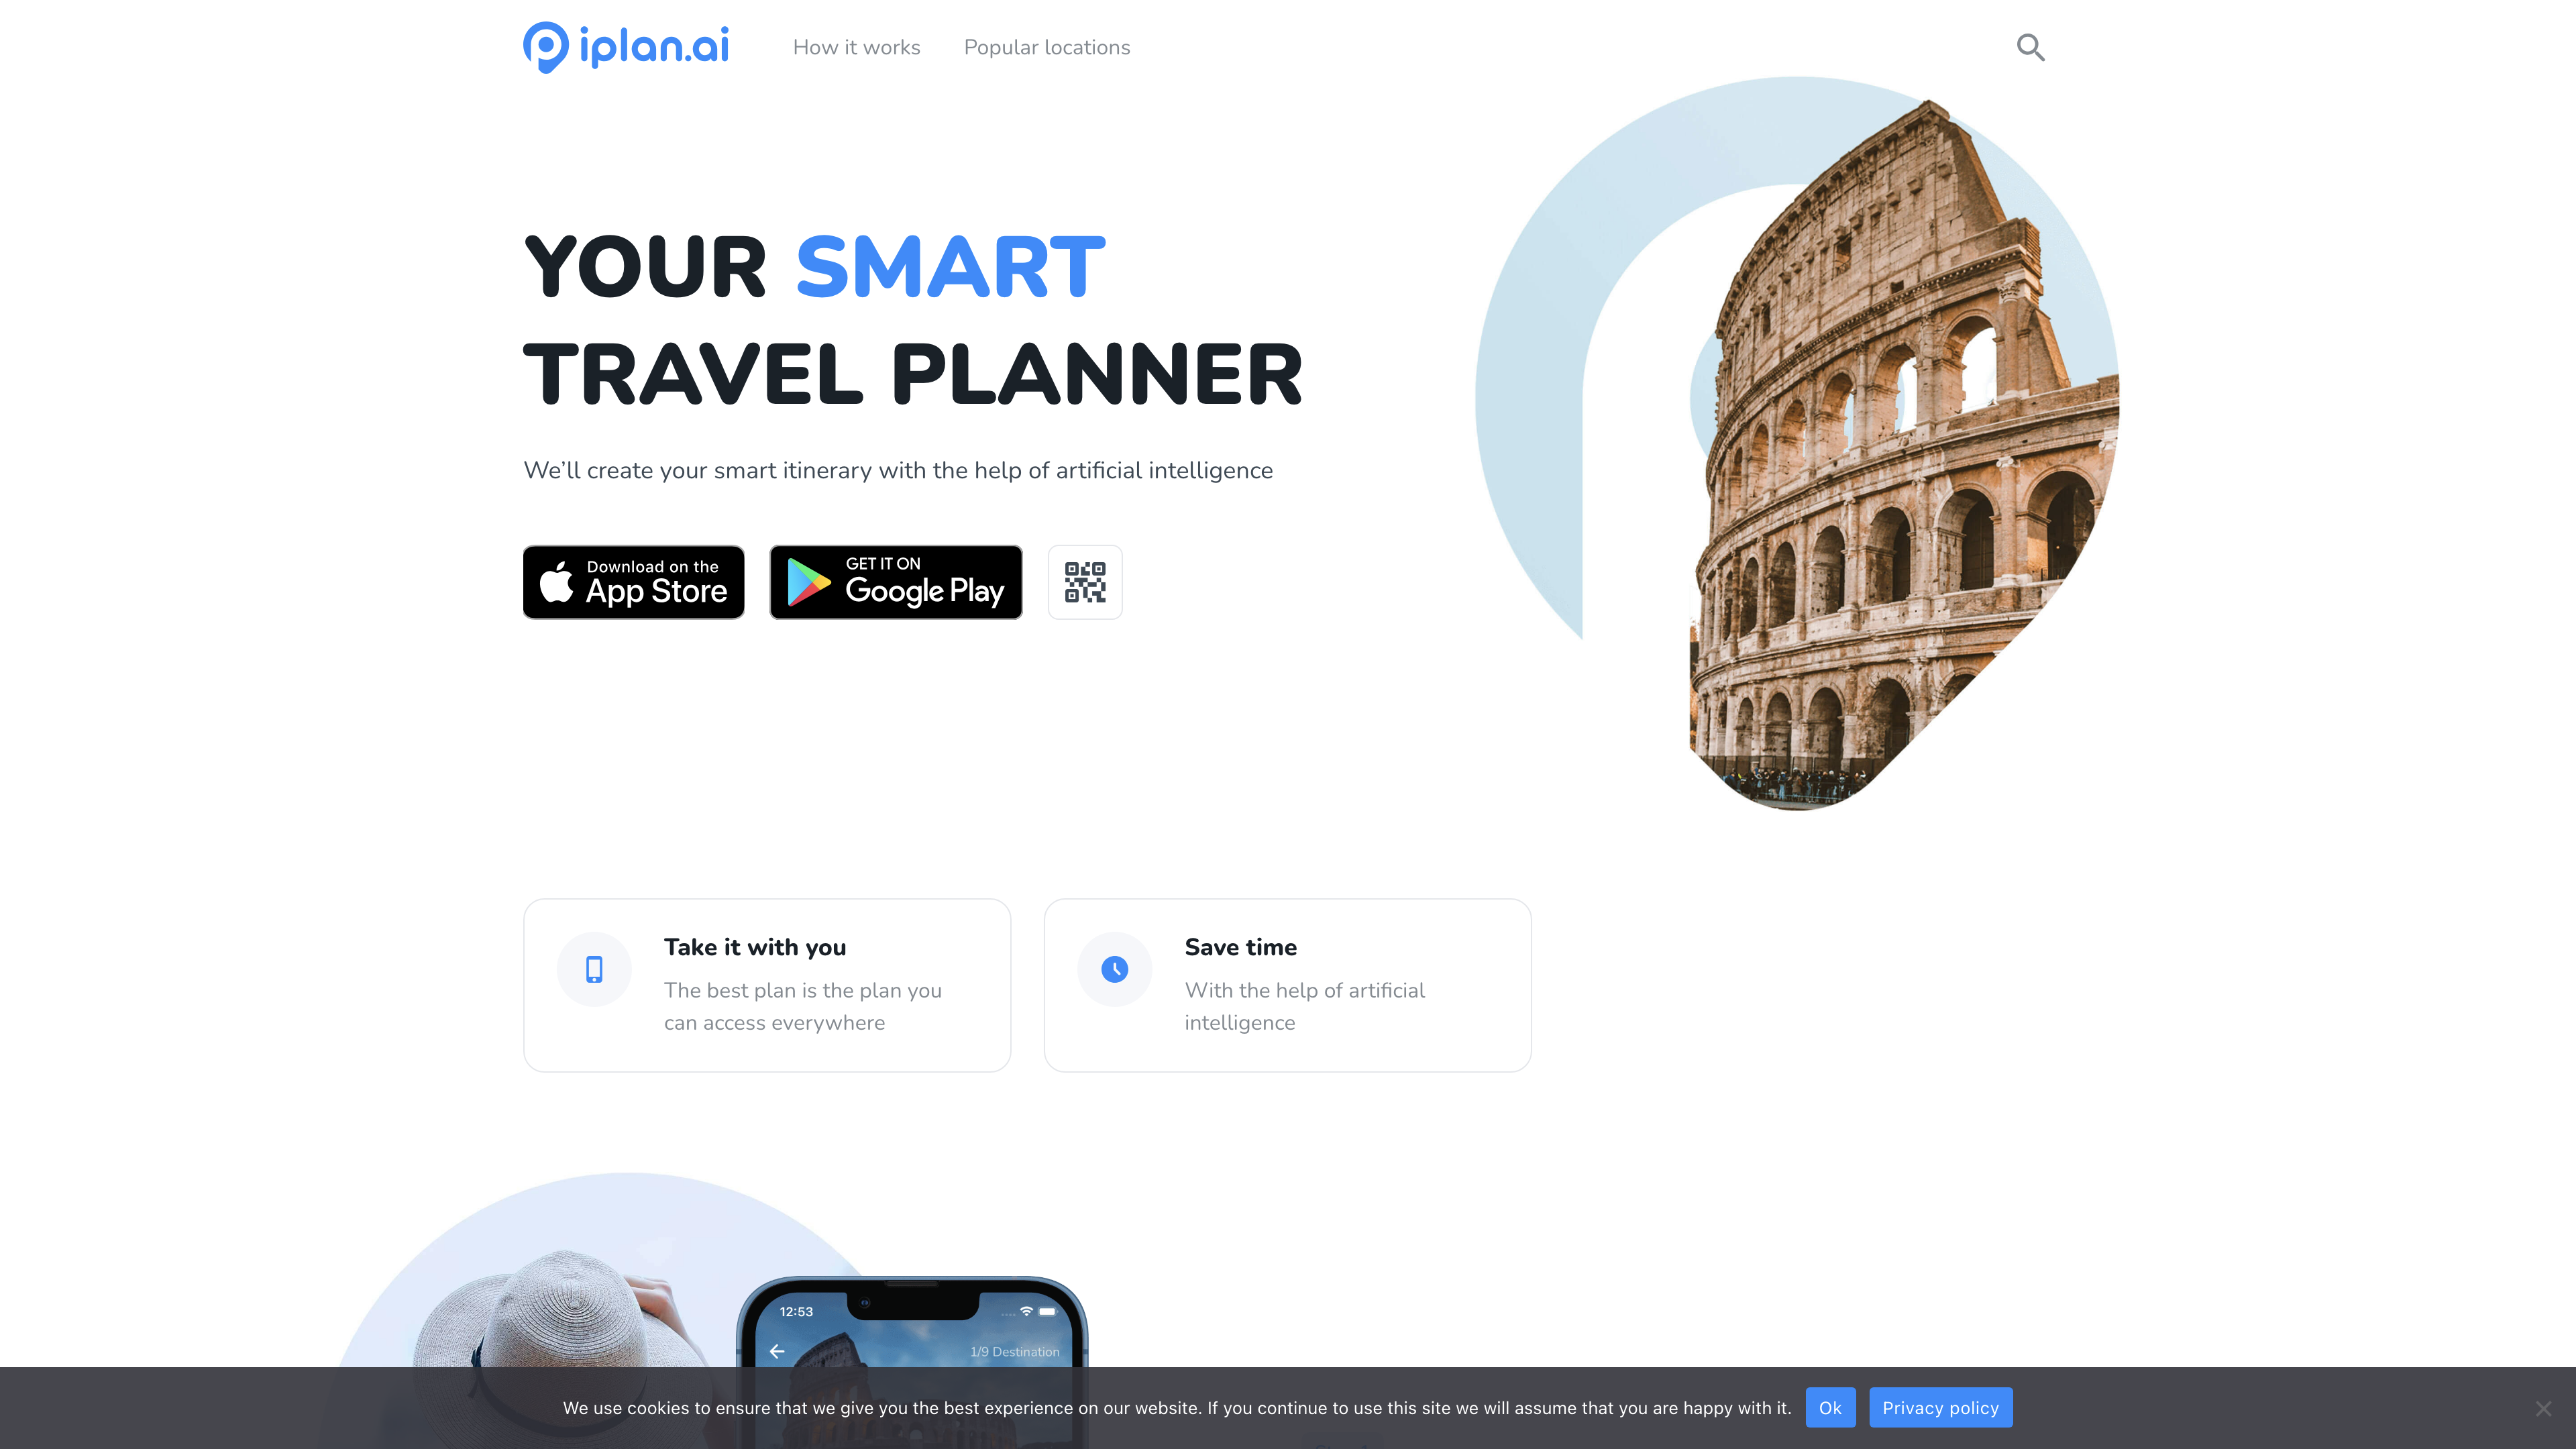 iplan.ai
How it works
Popular locations
YOUR SMART
TRAVEL PLANNER
We’ll create your smart itinerary with the help of artificial intelligence
Download on the
App Store
GET IT ON
Google Play
Take it with you
The best plan is the plan you
can access everywhere
Save time
With the help of artificial
intelligence
12:53
1/9 Destination
We use cookies to ensure that we give you the best experience on our website. If you continue to use this site we will assume that you are happy with it.
Ok
Privacy policy